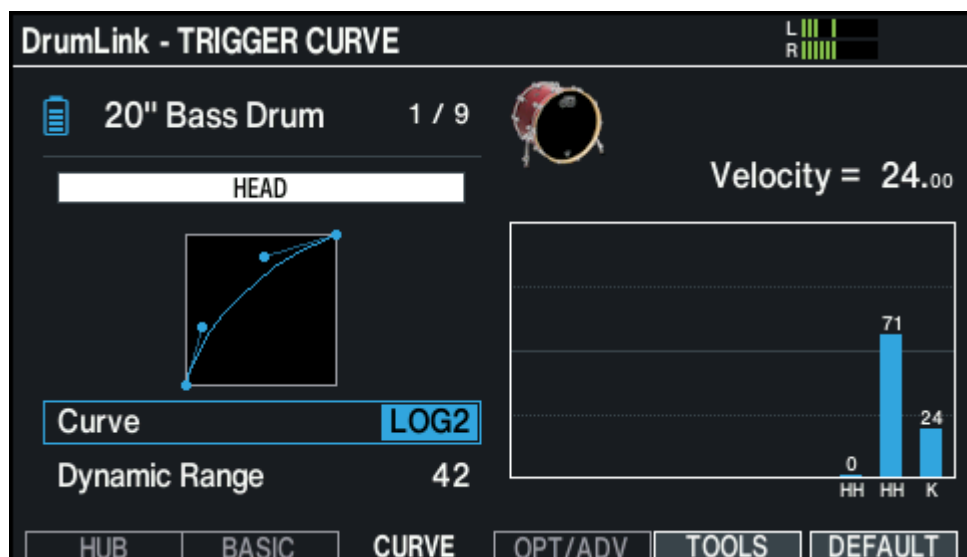 DrumLink - TRIGGER CURVE
L
R
20" Bass Drum 1 / 9
HEAD
Velocity = 24.00
71
24
0
HH HH K
Curve LOG2
Dynamic Range 42
HUB BASIC CURVE OPT/ADV TOOLS DEFAULT